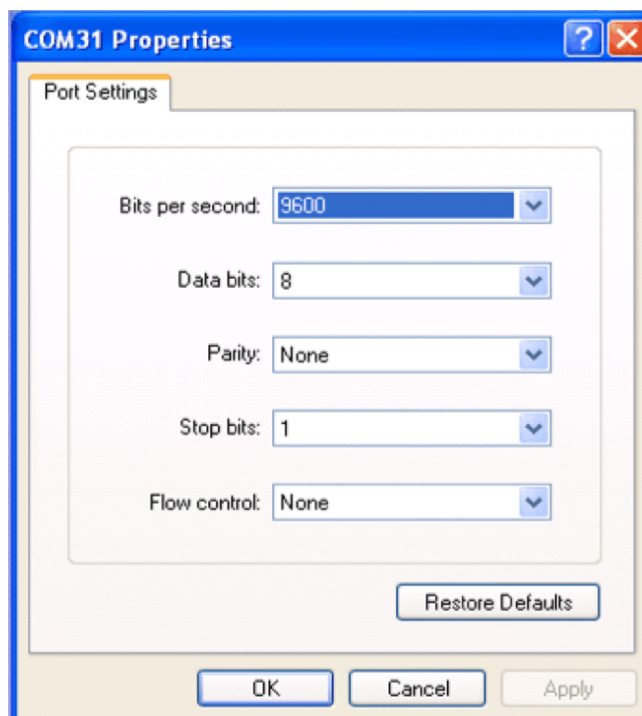 COM31 Properties
Port Settings
Bits per second: 9600
Data bits: 8
Parity: None
Stop bits: 1
Flow control: None
Restore Defaults
OK Cancel Apply